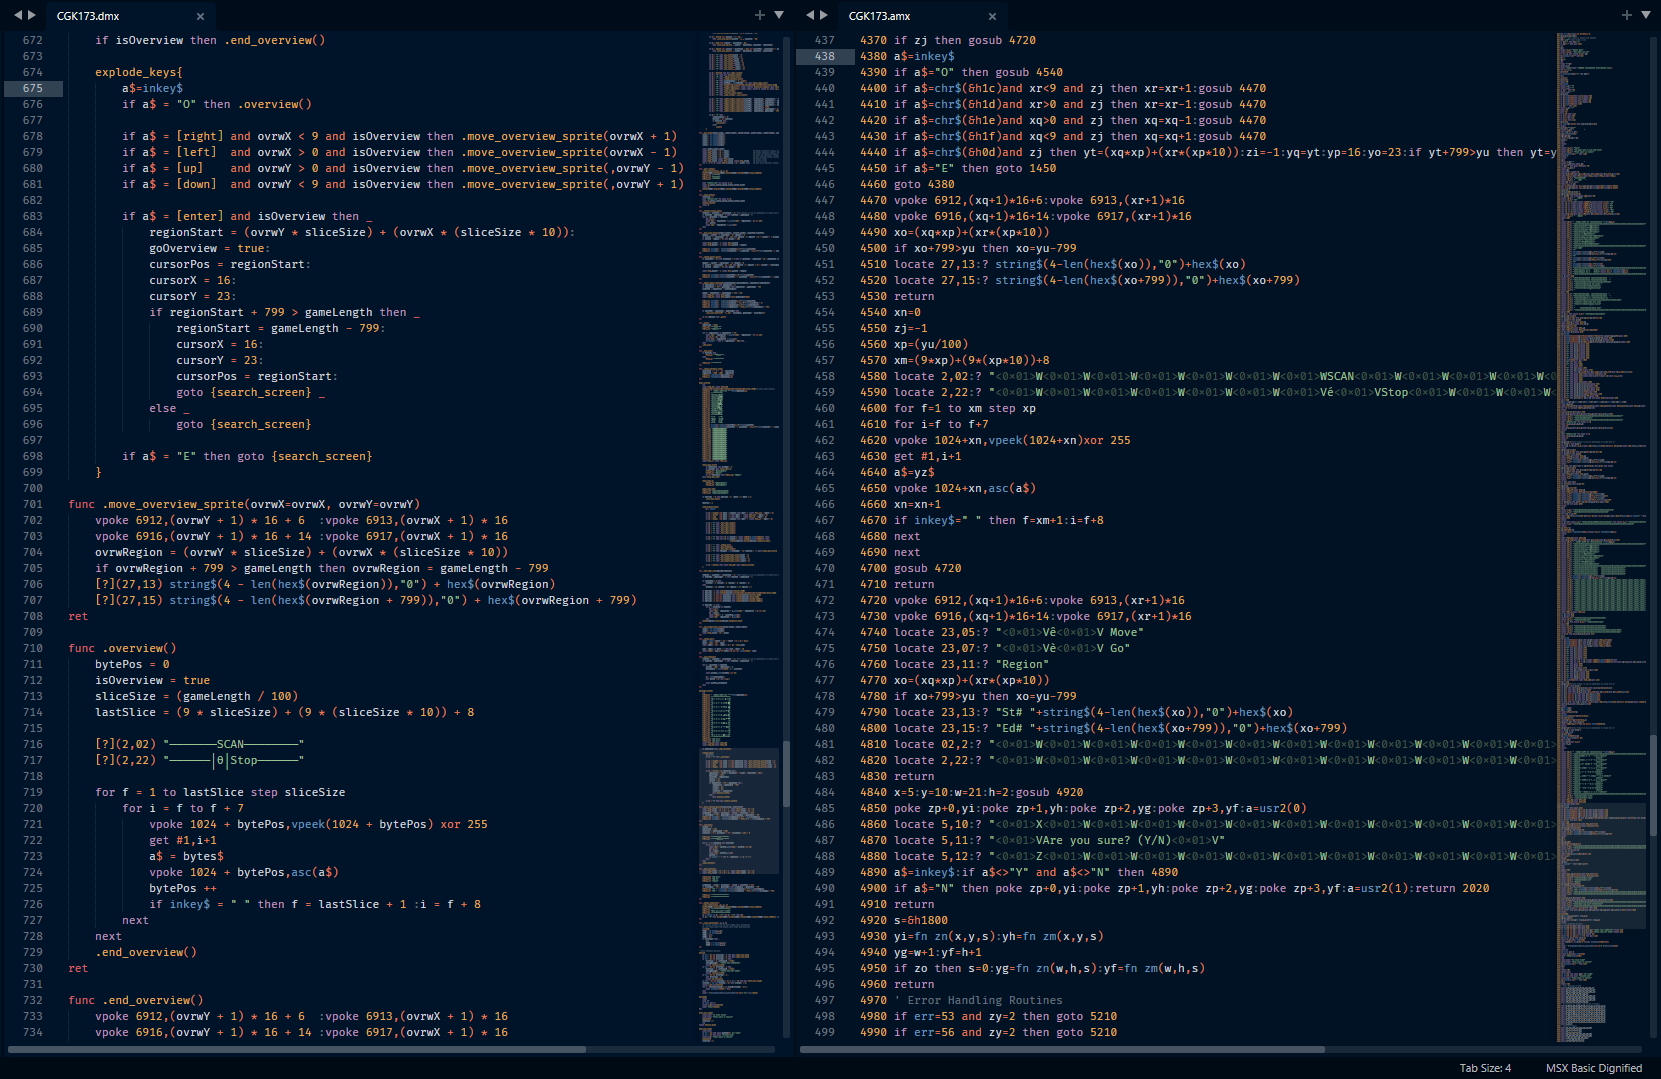 CGK173.dmx
672 if isOverview then .end_overview()
673
674 explode_keys{
675 a$=inkey$
676 if a$ = "O" then .overview()
677
678 if a$ = [right] and ovrwX < 9 and isOverview then .move_overview_sprite(ovrwX + 1)
679 if a$ = [left]  and ovrwX > 0 and isOverview then .move_overview_sprite(ovrwX - 1)
680 if a$ = [up]    and ovrwY > 0 and isOverview then .move_overview_sprite(,ovrwY - 1)
681 if a$ = [down]  and ovrwY < 9 and isOverview then .move_overview_sprite(,ovrwY + 1)
682
683 if a$ = [enter] and isOverview then _
684 regionStart = (ovrwY * sliceSize) + (ovrwX * (sliceSize * 10)):
685 goOverview = true:
686 cursorPos = regionStart:
687 cursorX = 16:
688 cursorY = 23:
689 if regionStart + 799 > gameLength then _
690 regionStart = gameLength - 799:
691 cursorX = 16:
692 cursorY = 23:
693 cursorPos = regionStart:
694 goto {search_screen} _
695 else _
696 goto {search_screen}
697
698 if a$ = "E" then goto {search_screen}
699 }
700
701 func .move_overview_sprite(ovrwX=ovrwX, ovrwY=ovrwY)
702 vpoke 6912,(ovrwY + 1) * 16 + 6  :vpoke 6913,(ovrwX + 1) * 16
703 vpoke 6916,(ovrwY + 1) * 16 + 14 :vpoke 6917,(ovrwX + 1) * 16
704 ovrwRegion = (ovrwY * sliceSize) + (ovrwX * (sliceSize * 10))
705 if ovrwRegion + 799 > gameLength then ovrwRegion = gameLength - 799
706 [?](27,13) string$(4 - len(hex$(ovrwRegion)),"0") + hex$(ovrwRegion)
707 [?](27,15) string$(4 - len(hex$(ovrwRegion + 799)),"0") + hex$(ovrwRegion + 799)
708 ret
709
710 func .overview()
711 bytePos = 0
712 isOverview = true
713 sliceSize = (gameLength / 100)
714 lastSlice = (9 * sliceSize) + (9 * (sliceSize * 10)) + 8
715
716 [?](2,02) "───────SCAN────────"
717 [?](2,22) "──────│θ│Stop──────"
718
719 for f = 1 to lastSlice step sliceSize
720 for i = f to f + 7
721 vpoke 1024 + bytePos,vpeek(1024 + bytePos) xor 255
722 get #1,i+1
723 a$ = bytes$
724 vpoke 1024 + bytePos,asc(a$)
725 bytePos ++
726 if inkey$ = " " then f = lastSlice + 1 :i = f + 8
727 next
728 next
729 .end_overview()
730 ret
731
732 func .end_overview()
733 vpoke 6912,(ovrwY + 1) * 16 + 6  :vpoke 6913,(ovrwX + 1) * 16
734 vpoke 6916,(ovrwY + 1) * 16 + 14 :vpoke 6917,(ovrwX + 1) * 16
CGK173.amx
437 4370 if zj then gosub 4720
438 4380 a$=inkey$
439 4390 if a$="O" then gosub 4540
440 4400 if a$=chr$(&h1c)and xr<9 and zj then xr=xr+1:gosub 4470
441 4410 if a$=chr$(&h1d)and xr>0 and zj then xr=xr-1:gosub 4470
442 4420 if a$=chr$(&h1e)and xq>0 and zj then xq=xq-1:gosub 4470
443 4430 if a$=chr$(&h1f)and xq<9 and zj then xq=xq+1:gosub 4470
444 4440 if a$=chr$(&h0d)and zj then yt=(xq*xp)+(xr*(xp*10)):zi=-1:yq=yt:yp=16:yo=23:if yt+799>yu then yt=y
445 4450 if a$="E" then goto 1450
446 4460 goto 4380
447 4470 vpoke 6912,(xq+1)*16+6:vpoke 6913,(xr+1)*16
448 4480 vpoke 6916,(xq+1)*16+14:vpoke 6917,(xr+1)*16
449 4490 xo=(xq*xp)+(xr*(xp*10))
450 4500 if xo+799>yu then xo=yu-799
451 4510 locate 27,13:? string$(4-len(hex$(xo)),"0")+hex$(xo)
452 4520 locate 27,15:? string$(4-len(hex$(xo+799)),"0")+hex$(xo+799)
453 4530 return
454 4540 xn=0
455 4550 zj=-1
456 4560 xp=(yu/100)
457 4570 xm=(9*xp)+(9*(xp*10))+8
458 4580 locate 2,02:? "<0×01>W<0×01>W<0×01>W<0×01>W<0×01>W<0×01>W<0×01>WSCAN<0×01>W<0×01>W<0×01>W<0×01>W<0
459 4590 locate 2,22:? "<0×01>W<0×01>W<0×01>W<0×01>W<0×01>W<0×01>W<0×01>Vé<0×01>VStop<0×01>W<0×01>W<0×01>W<
460 4600 for f=1 to xm step xp
461 4610 for i=f to f+7
462 4620 vpoke 1024+xn,vpeek(1024+xn)xor 255
463 4630 get #1,i+1
464 4640 a$=yz$
465 4650 vpoke 1024+xn,asc(a$)
466 4660 xn=xn+1
467 4670 if inkey$=" " then f=xm+1:i=f+8
468 4680 next
469 4690 next
470 4700 gosub 4720
471 4710 return
472 4720 vpoke 6912,(xq+1)*16+6:vpoke 6913,(xr+1)*16
473 4730 vpoke 6916,(xq+1)*16+14:vpoke 6917,(xr+1)*16
474 4740 locate 23,05:? "<0×01>Vê<0×01>V Move"
475 4750 locate 23,07:? "<0×01>Vè<0×01>V Go"
476 4760 locate 23,11:? "Region"
477 4770 xo=(xq*xp)+(xr*(xp*10))
478 4780 if xo+799>yu then xo=yu-799
479 4790 locate 23,13:? "St# "+string$(4-len(hex$(xo)),"0")+hex$(xo)
480 4800 locate 23,15:? "Ed# "+string$(4-len(hex$(xo+799)),"0")+hex$(xo+799)
481 4810 locate 02,2:? "<0×01>W<0×01>W<0×01>W<0×01>W<0×01>W<0×01>W<0×01>W<0×01>W<0×01>W<0×01>W<0×01>
482 4820 locate 2,22:? "<0×01>W<0×01>W<0×01>W<0×01>W<0×01>W<0×01>W<0×01>W<0×01>W<0×01>W<0×01>W<0×01>
483 4830 return
484 4840 x=5:y=10:w=21:h=2:gosub 4920
485 4850 poke zp+0,yi:poke zp+1,yh:poke zp+2,yg:poke zp+3,yf:a=usr2(0)
486 4860 locate 5,10:? "<0×01>X<0×01>W<0×01>W<0×01>W<0×01>W<0×01>W<0×01>W<0×01>W<0×01>W<0×01>W<0×01>
487 4870 locate 5,11:? "<0×01>VAre you sure? (Y/N)<0×01>V"
488 4880 locate 5,12:? "<0×01>Z<0×01>W<0×01>W<0×01>W<0×01>W<0×01>W<0×01>W<0×01>W<0×01>W<0×01>W<0×01>
489 4890 a$=inkey$:if a$<>"Y" and a$<>"N" then 4890
490 4900 if a$="N" then poke zp+0,yi:poke zp+1,yh:poke zp+2,yg:poke zp+3,yf:a=usr2(1):return 2020
491 4910 return
492 4920 s=&h1800
493 4930 yi=fn zn(x,y,s):yh=fn zm(x,y,s)
494 4940 yg=w+1:yf=h+1
495 4950 if zo then s=0:yg=fn zn(w,h,s):yf=fn zm(w,h,s)
496 4960 return
497 4970 ' Error Handling Routines
498 4980 if err=53 and zy=2 then goto 5210
499 4990 if err=56 and zy=2 then goto 5210
Tab Size: 4
MSX Basic Dignified